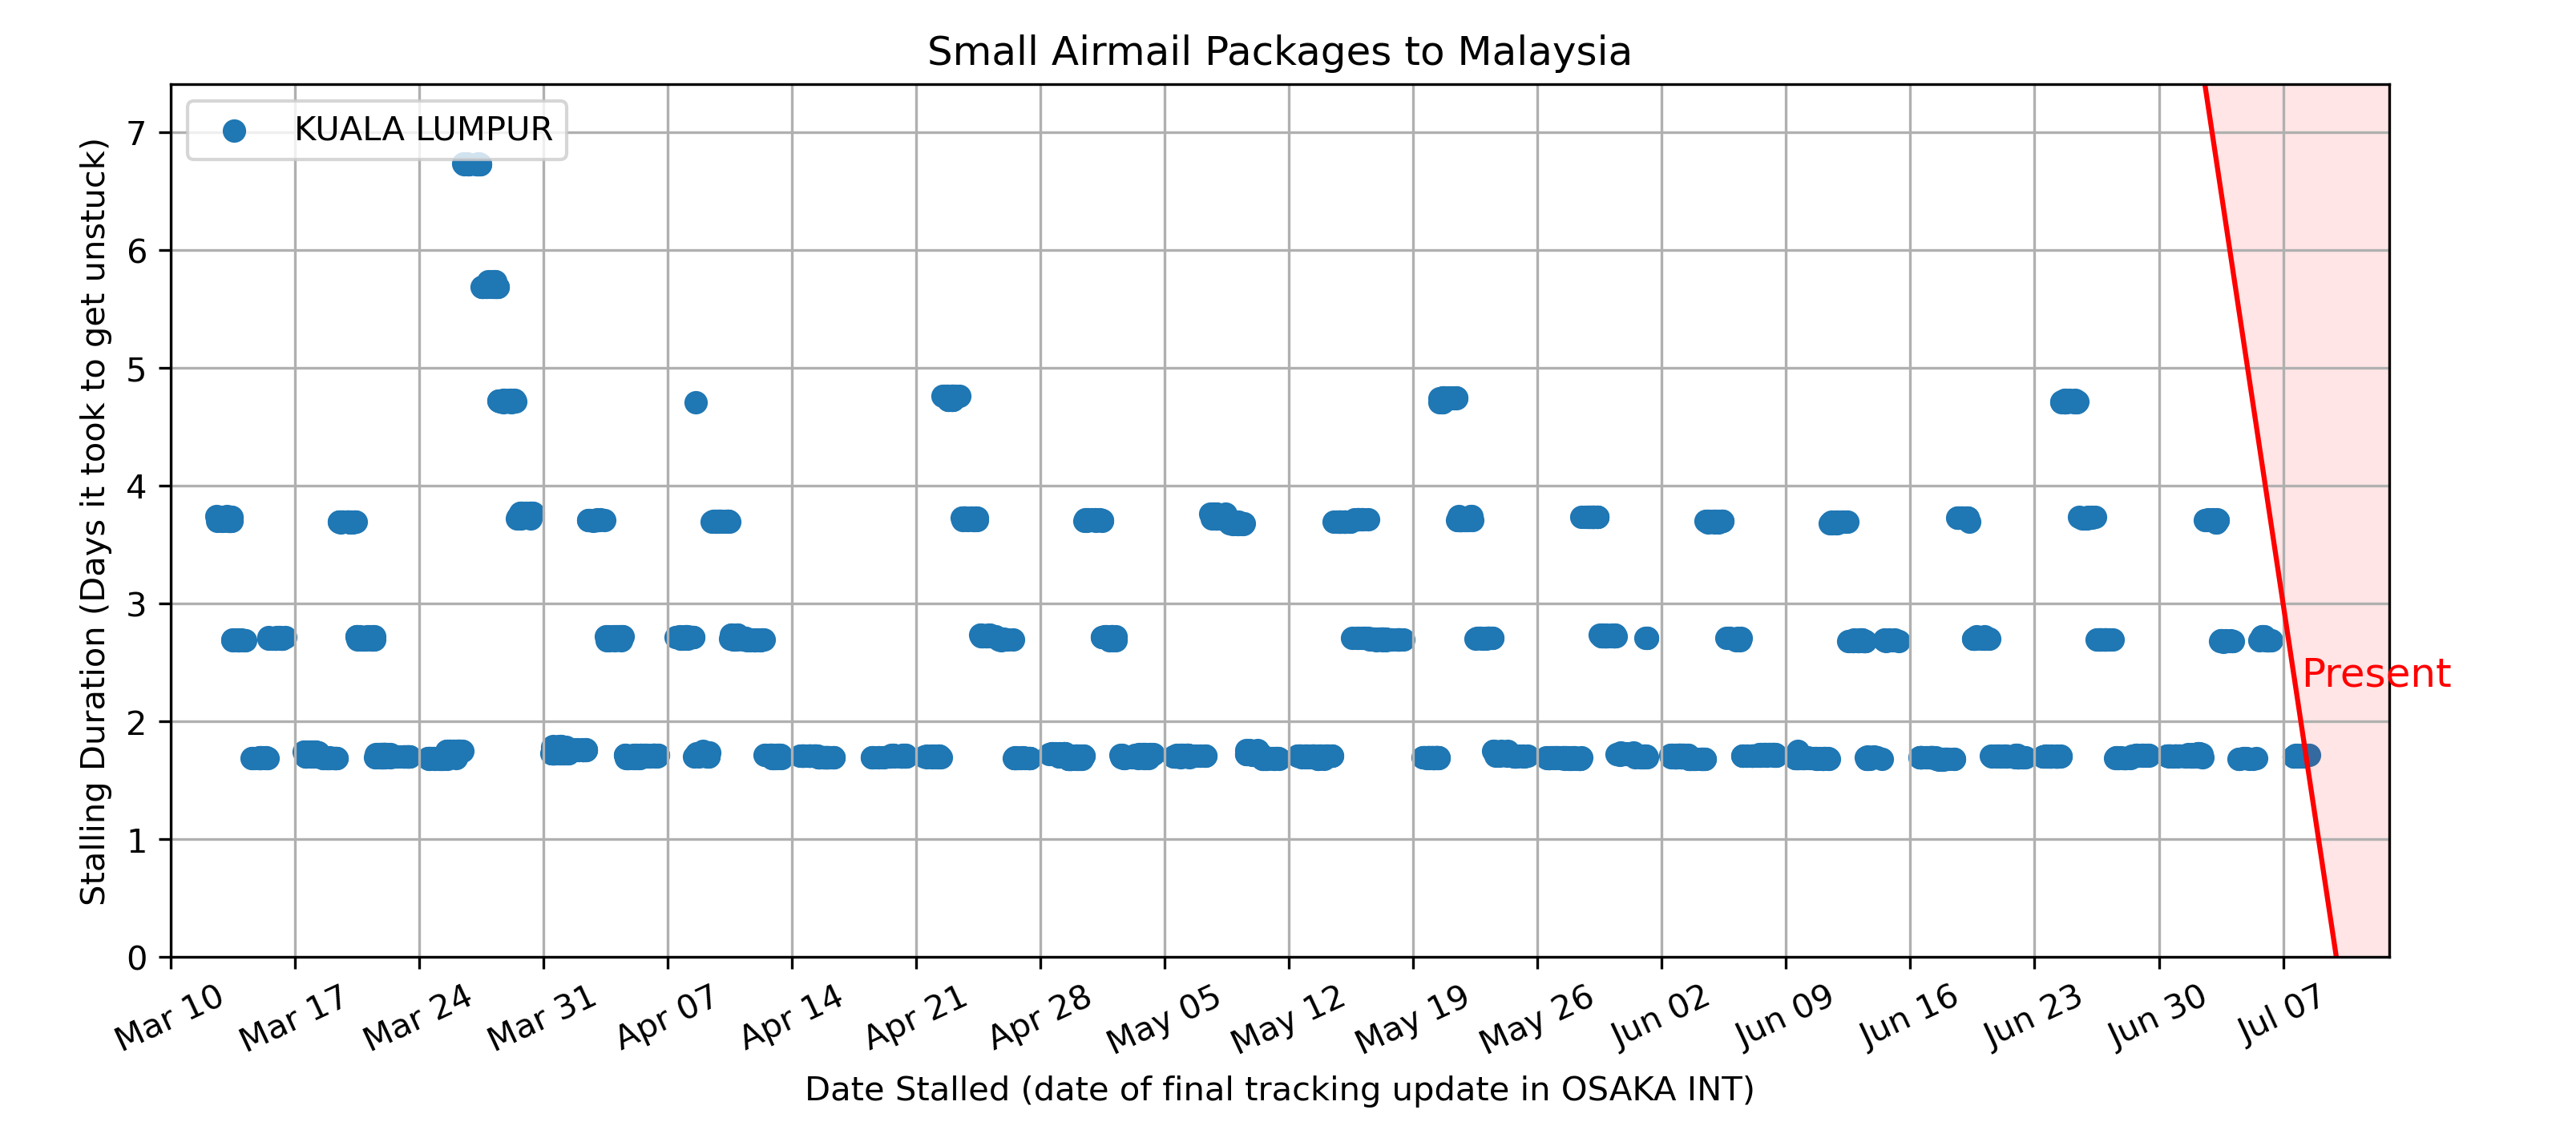 Small Airmail Packages to Malaysia
KUALA LUMPUR
7
6
5
4
3
2
1
0
Stalling Duration (Days it took to get unstuck)
Present
Mar 10
Mar 17
Mar 24
Mar 31
Apr 07
Apr 14
Apr 21
Apr 28
May 05
May 12
May 19
May 26
Jun 02
Jun 09
Jun 16
Jun 23
Jun 30
Jul 07
Date Stalled (date of final tracking update in OSAKA INT)